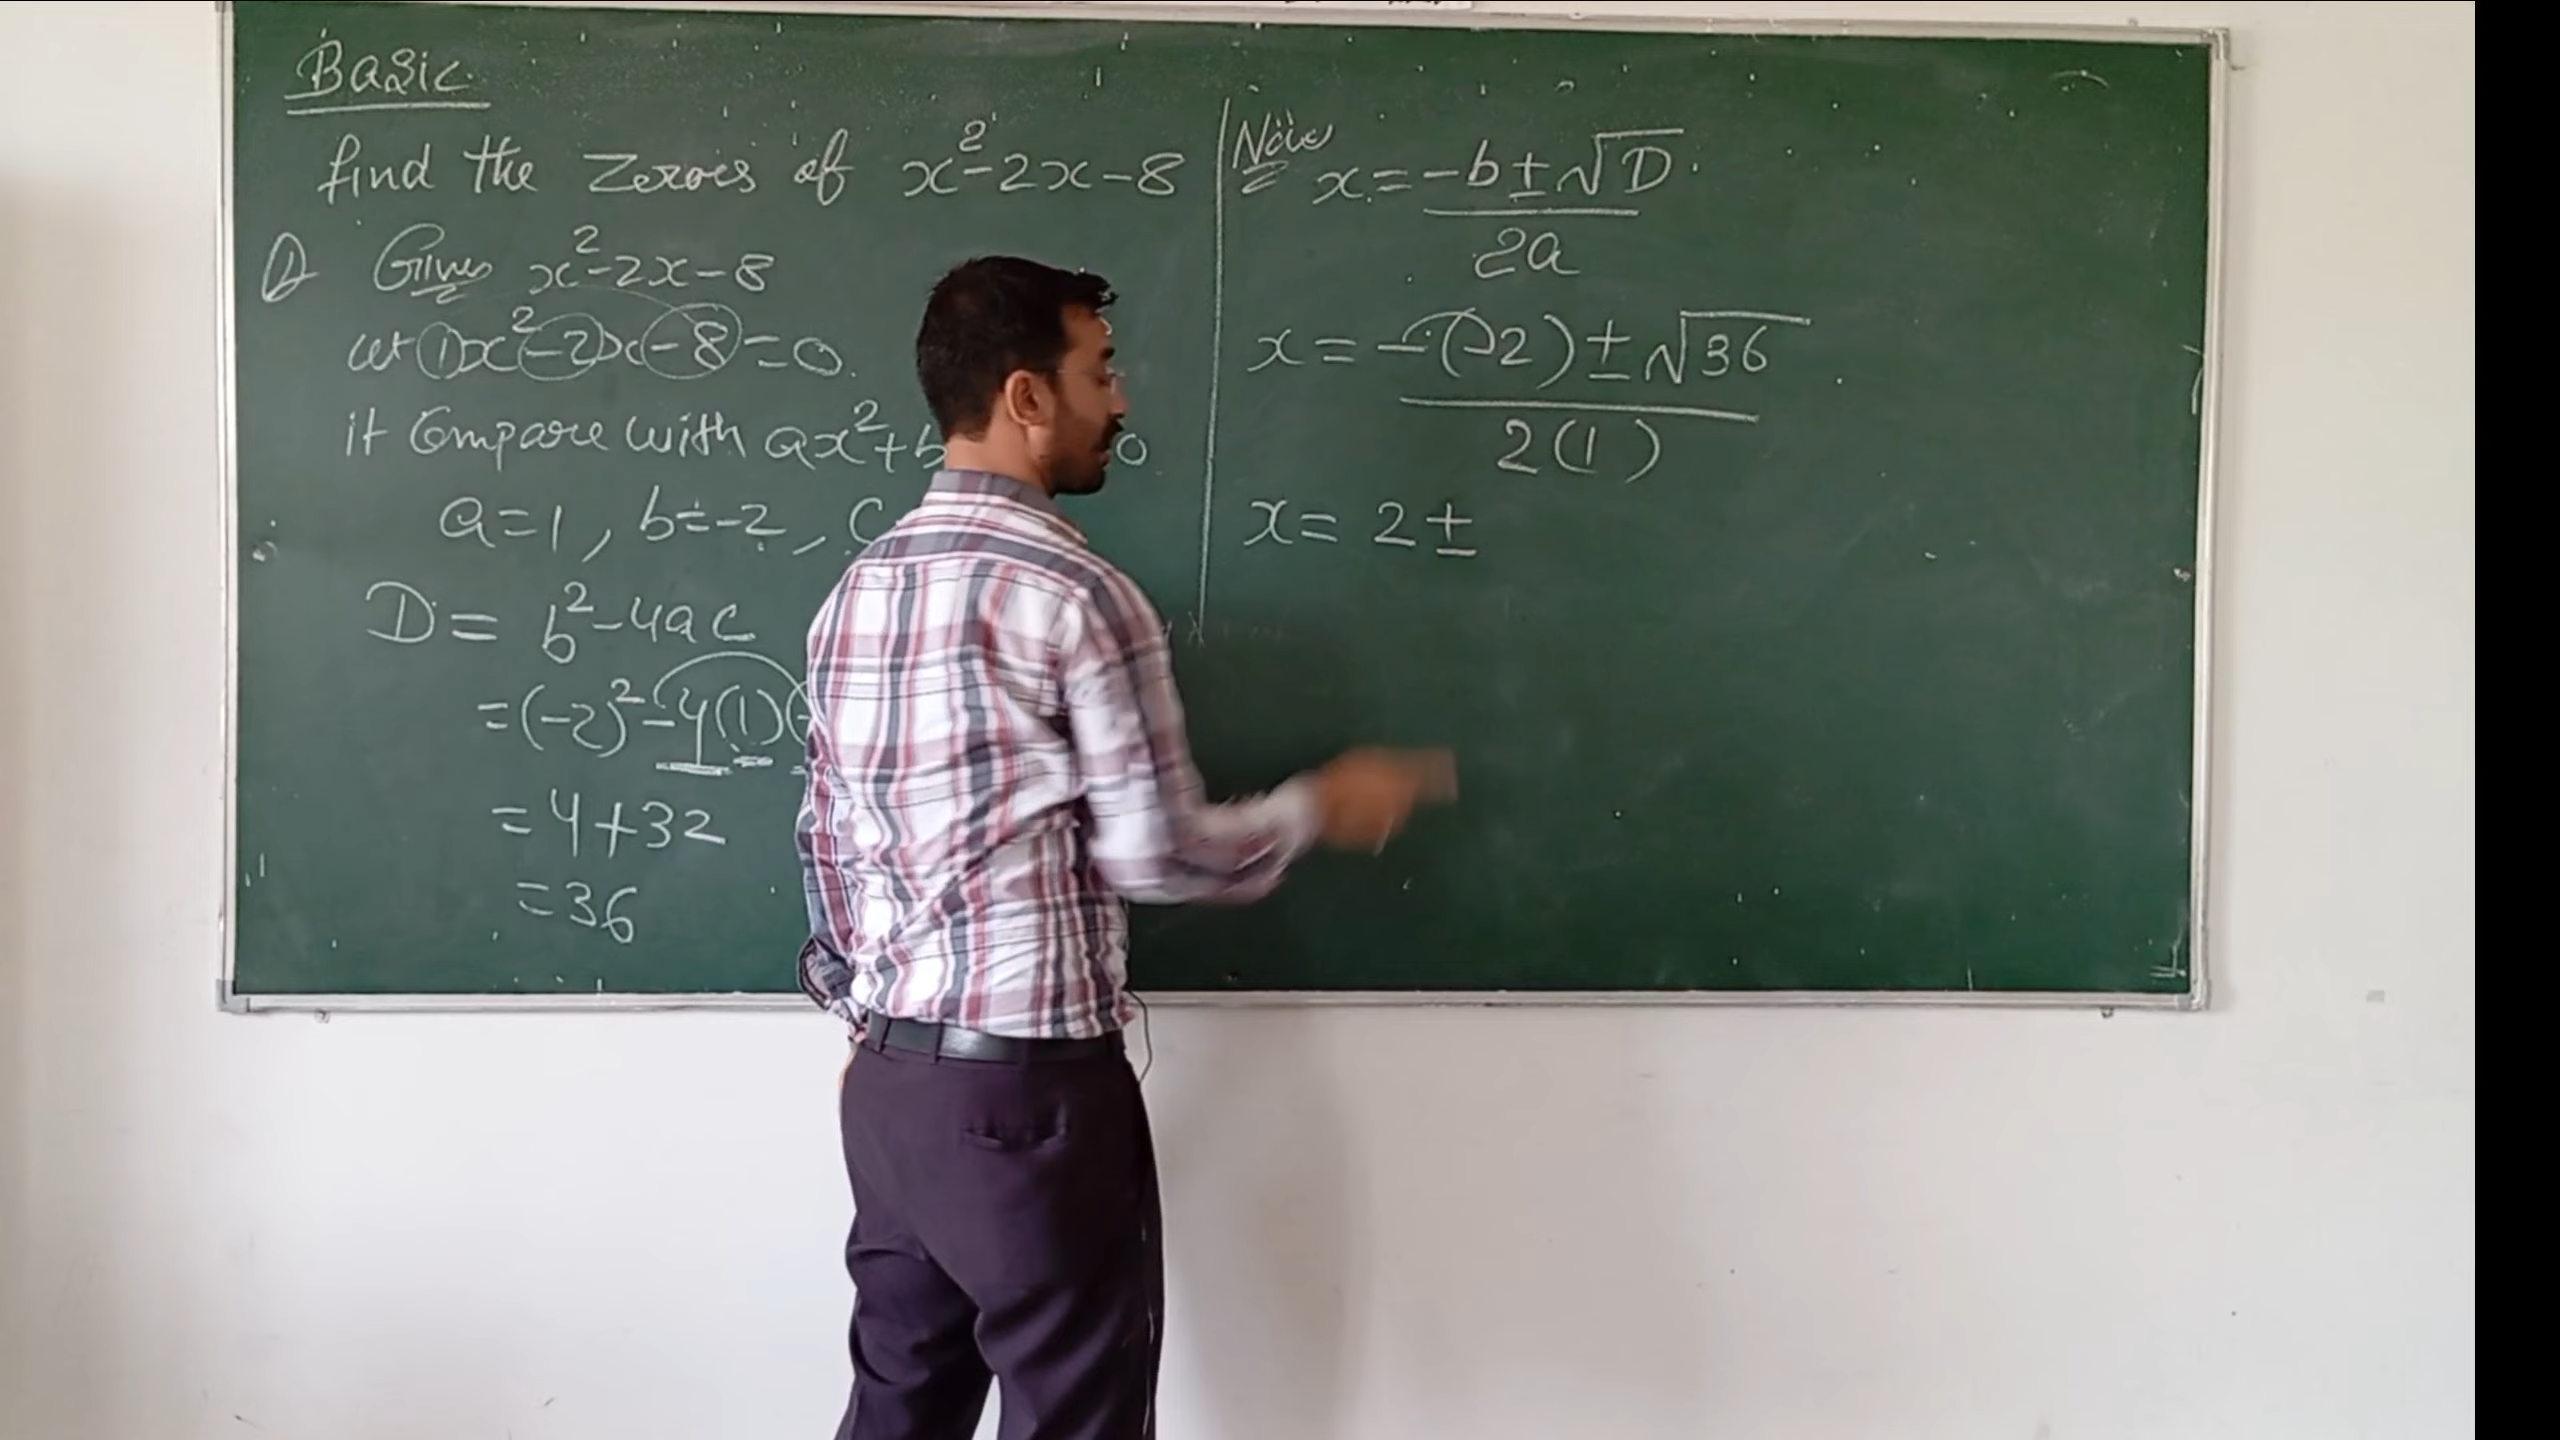 Basic
find the Zeroes of x²-2x-8
① Given x²-2x-8
let 1x²-2x-8=0.
it Compare with ax²+b 0
a=1, b=-2, C
D= b²-4ac
=(-2)²-4(1)(-
=4+32
=36
Now x= -b±√D
2a
x= -(-2)±√36
2(1)
x= 2±